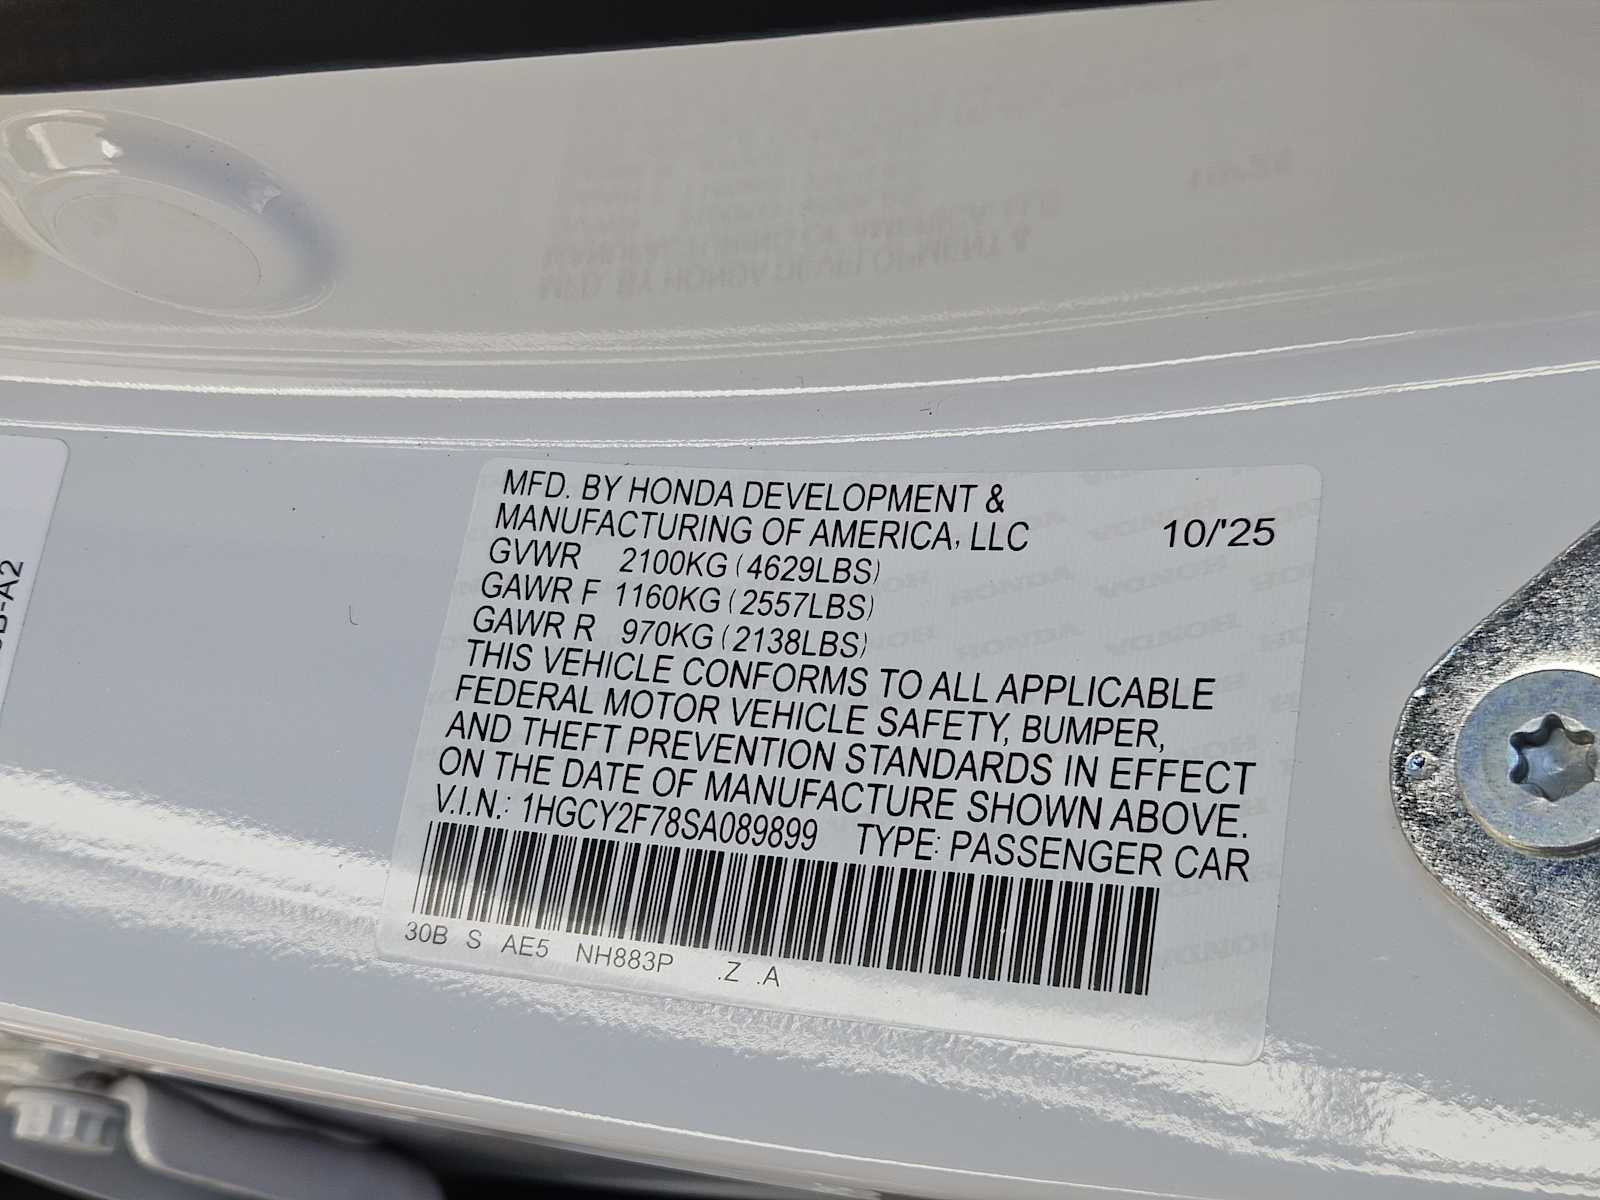 MFD. BY HONDA DEVELOPMENT &
MANUFACTURING OF AMERICA, LLC 10/'25
GVWR 2100KG (4629LBS)
GAWR F 1160KG (2557LBS)
GAWR R 970KG (2138LBS)
THIS VEHICLE CONFORMS TO ALL APPLICABLE
FEDERAL MOTOR VEHICLE SAFETY, BUMPER,
AND THEFT PREVENTION STANDARDS IN EFFECT
ON THE DATE OF MANUFACTURE SHOWN ABOVE.
V.I.N.: 1HGCY2F78SA089899 TYPE: PASSENGER CAR
30B S AE5 NH883P .Z .A